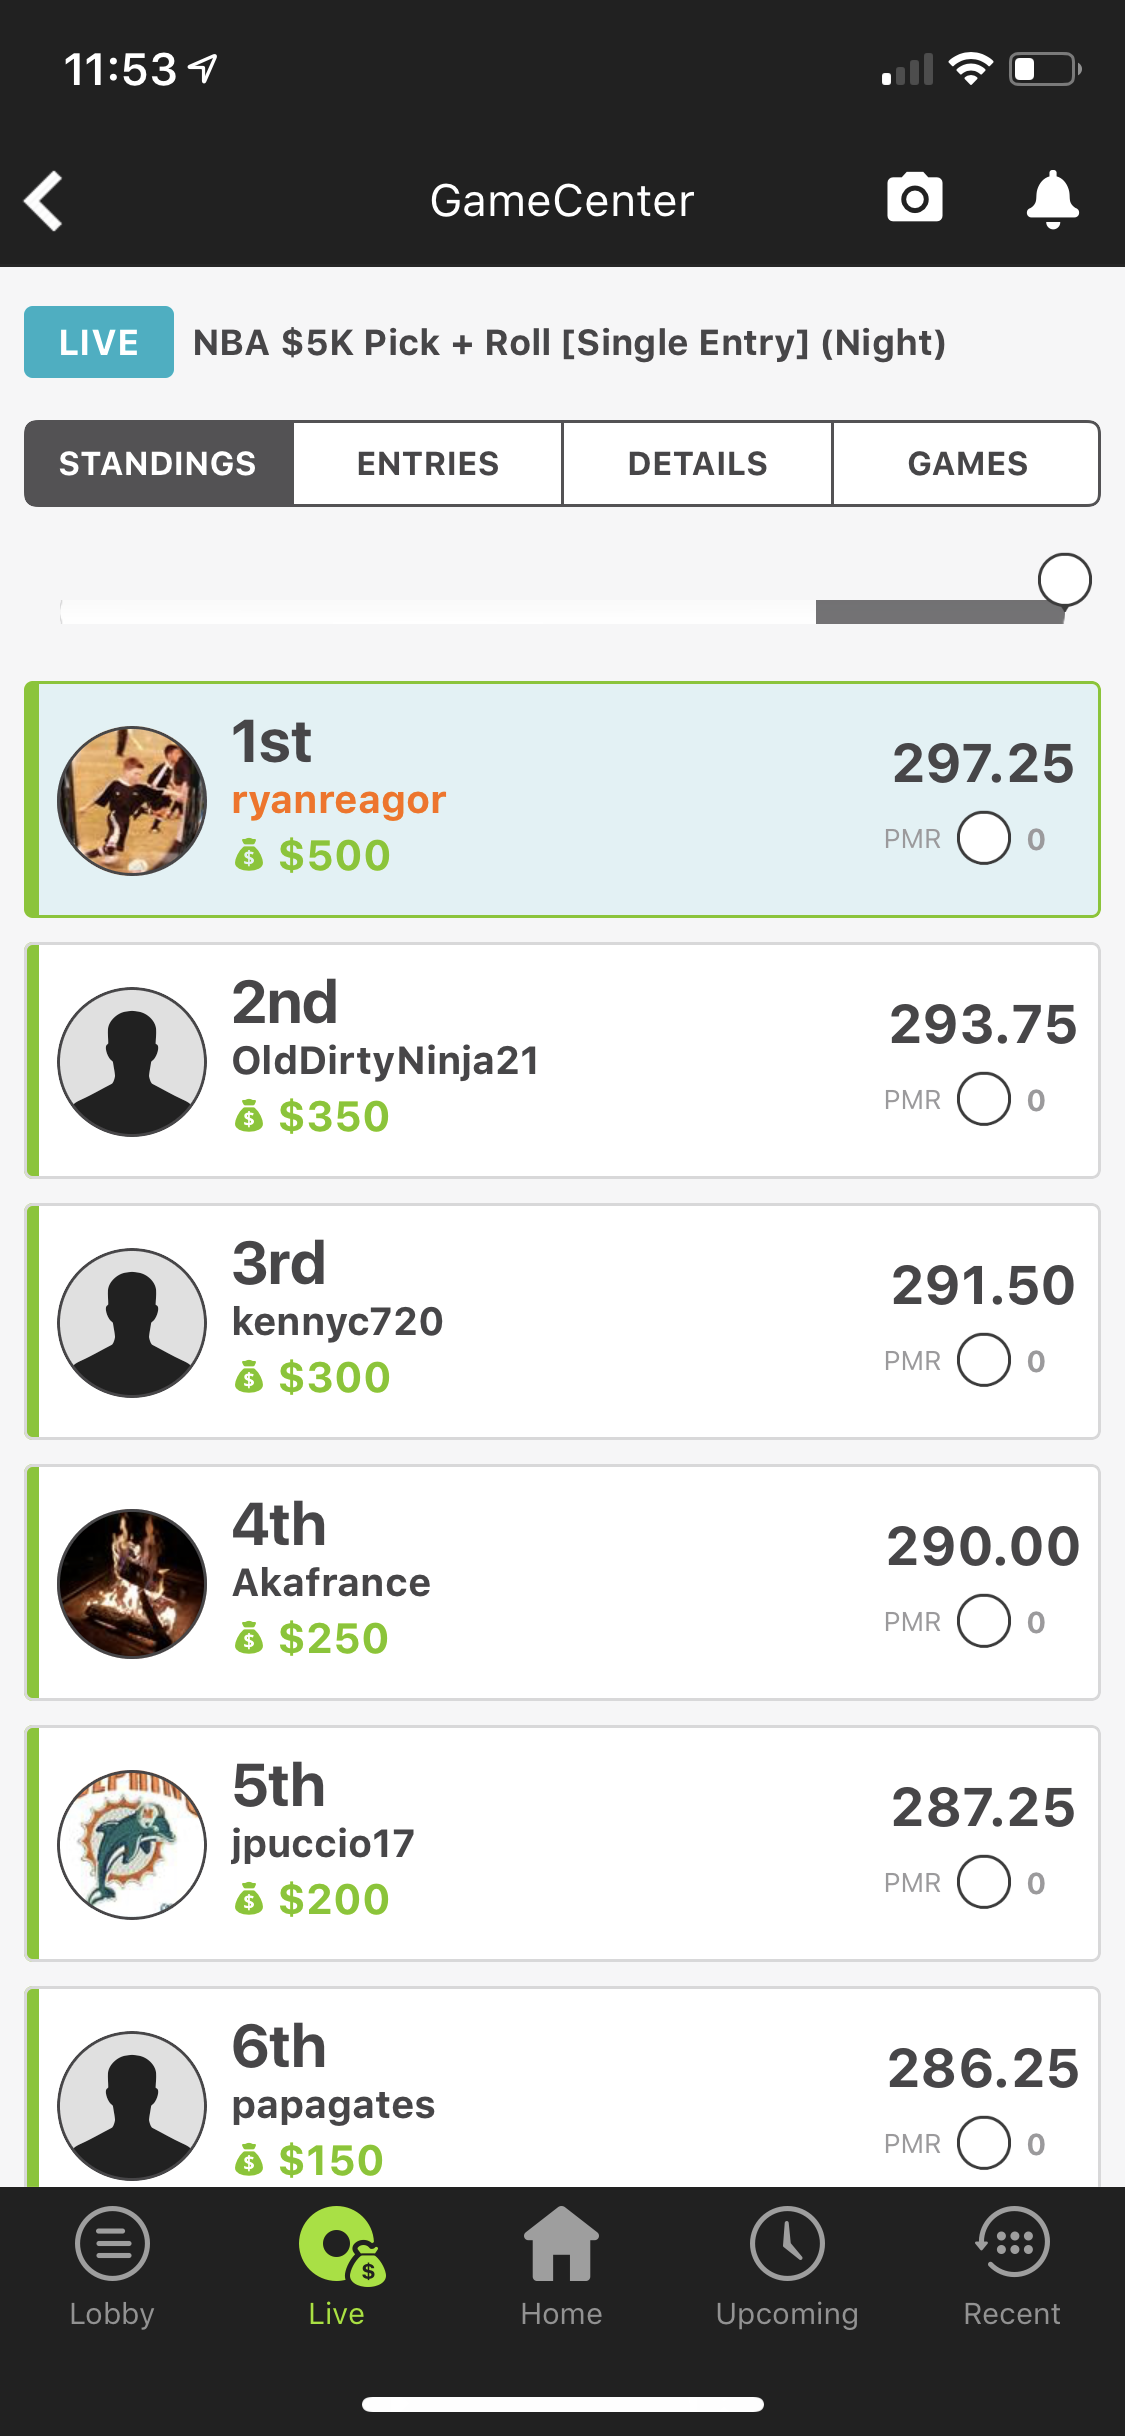 11:53
GameCenter
LIVE NBA $5K Pick + Roll [Single Entry] (Night)
STANDINGS ENTRIES DETAILS GAMES
1st
ryanreagor
$500
297.25
PMR 0
2nd
OldDirtyNinja21
$350
293.75
PMR 0
3rd
kennyc720
$300
291.50
PMR 0
4th
Akafrance
$250
290.00
PMR 0
5th
jpuccio17
$200
287.25
PMR 0
6th
papagates
$150
286.25
PMR 0
Lobby Live Home Upcoming Recent